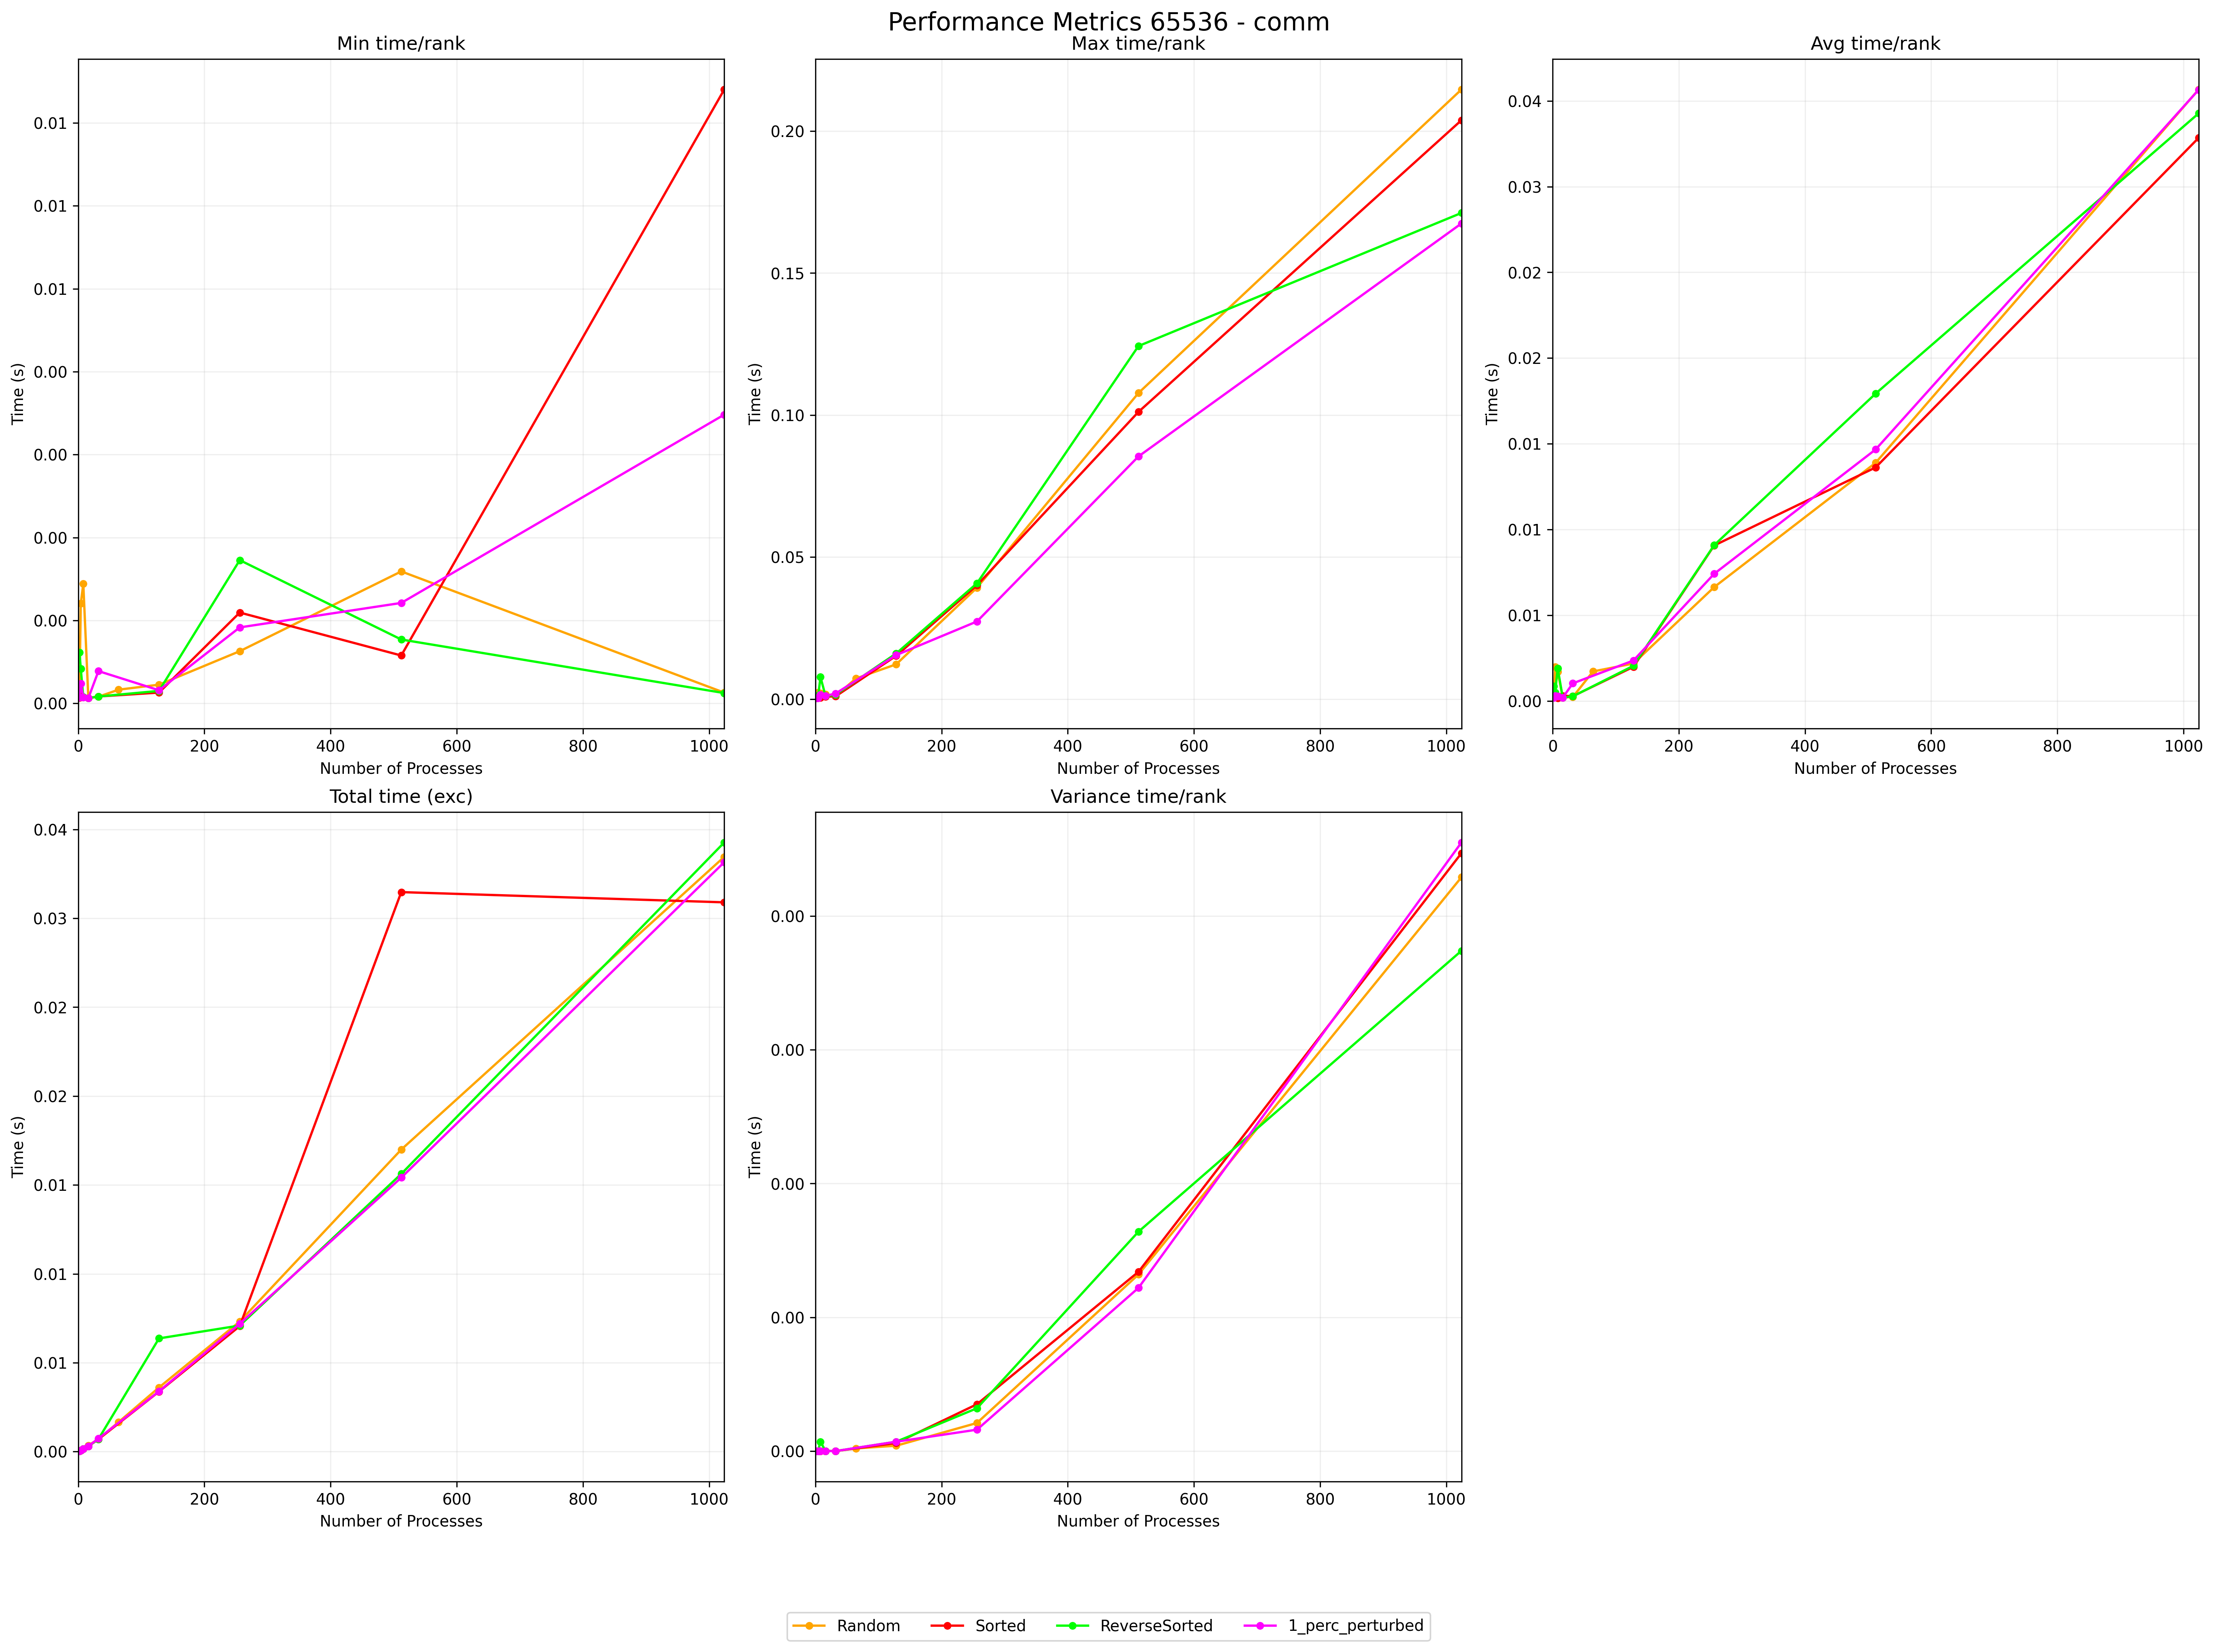 Performance Metrics 65536 - comm
Min time/rank
Time (s)
0.01
0.01
0.01
0.00
0.00
0.00
0.00
0.00
0 200 400 600 800 1000
Number of Processes
Max time/rank
Time (s)
0.20
0.15
0.10
0.05
0.00
0 200 400 600 800 1000
Number of Processes
Avg time/rank
Time (s)
0.04
0.03
0.02
0.02
0.01
0.01
0.01
0.00
0 200 400 600 800 1000
Number of Processes
Total time (exc)
Time (s)
0.04
0.03
0.02
0.02
0.01
0.01
0.01
0.00
0 200 400 600 800 1000
Number of Processes
Variance time/rank
Time (s)
0.00
0.00
0.00
0.00
0.00
0 200 400 600 800 1000
Number of Processes
Random Sorted ReverseSorted 1_perc_perturbed